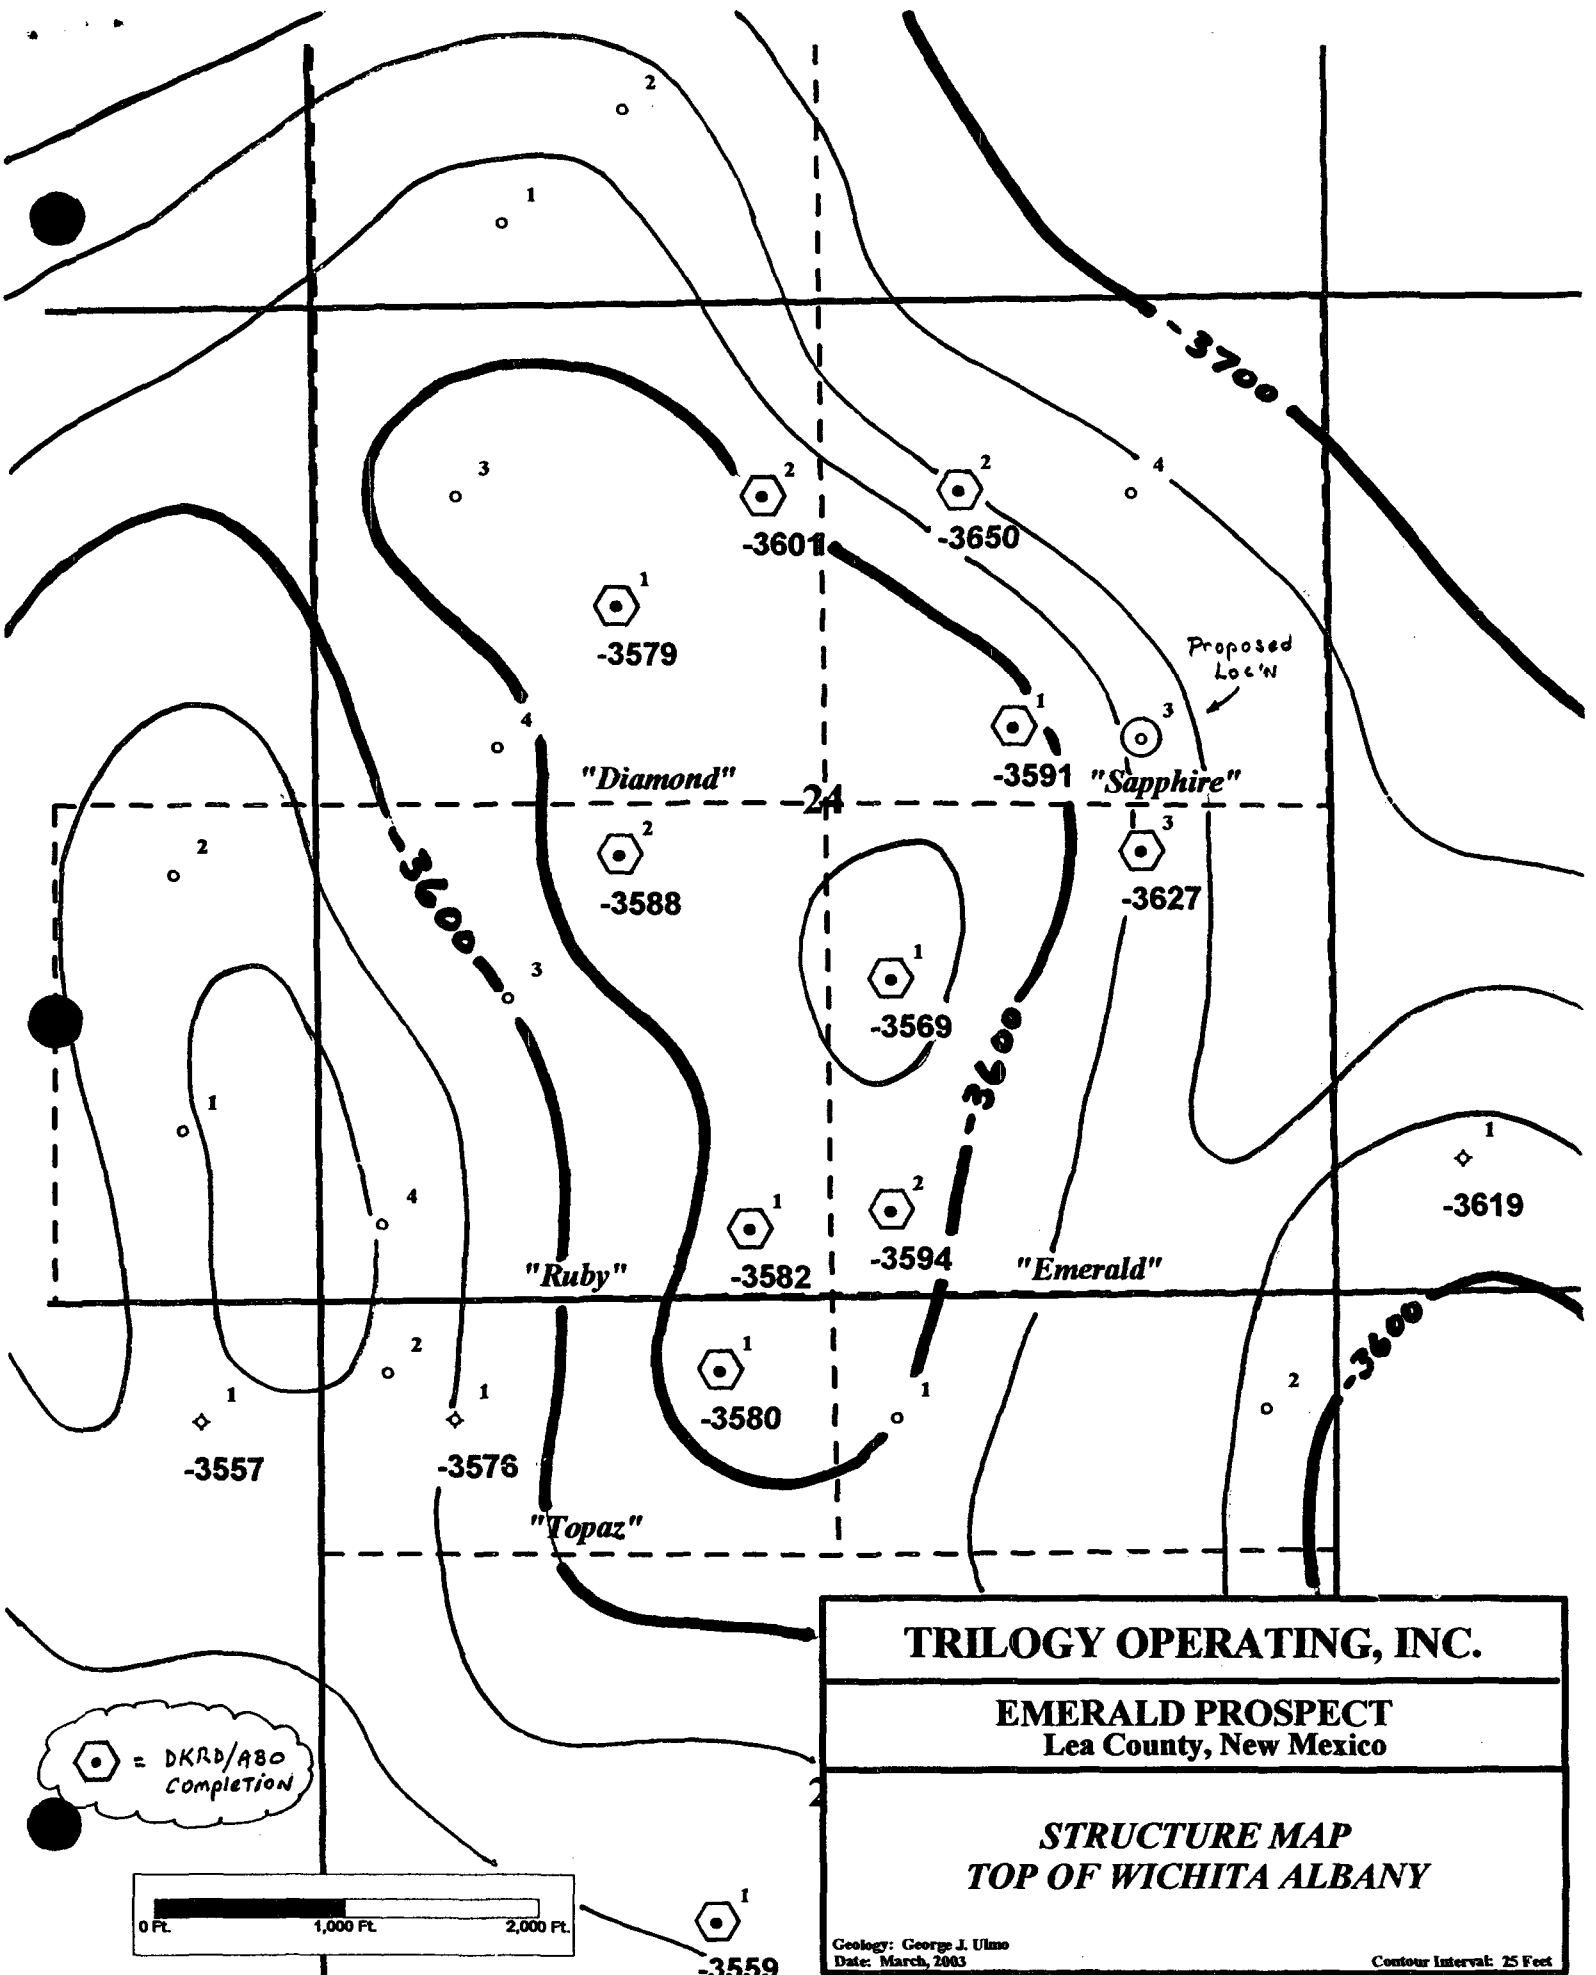 2
1
-3700
3
2
-3601
2
-3650
4
1
-3579
Proposed
Loc'N
4
1
-3591
3
"Diamond"
"Sapphire"
24
2
2
-3588
3
-3627
-3600
3
1
-3569
-3600
1
4
1
-3582
2
-3594
1
-3619
"Ruby"
"Emerald"
2
1
-3580
1
2
-3600
1
-3557
1
-3576
"Topaz"
= DKRD/ABO
COMPLETION
2
0 Ft.
1,000 Ft.
2,000 Ft.
1
-3559
TRILOGY OPERATING, INC.
EMERALD PROSPECT
Lea County, New Mexico
STRUCTURE MAP
TOP OF WICHITA ALBANY
Geology: George J. Ulmo
Date: March, 2003
Contour Interval: 25 Feet